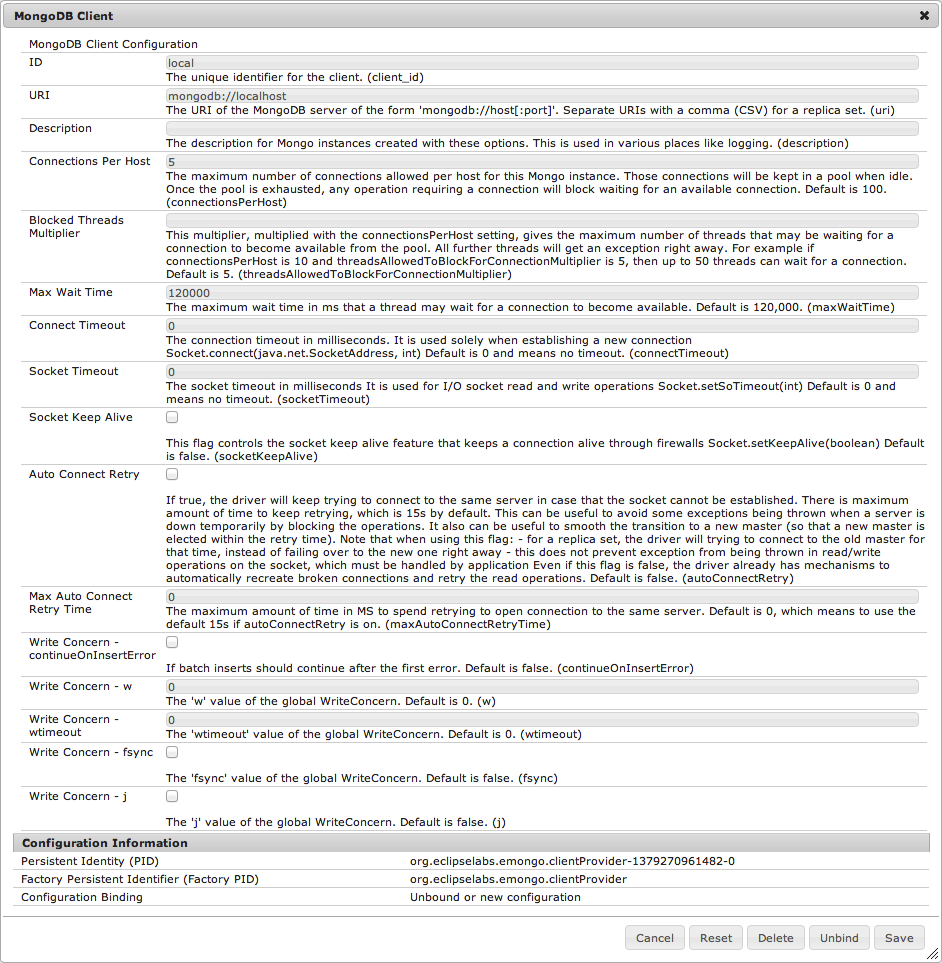 MongoDB Client
MongoDB Client Configuration
ID
local
The unique identifier for the client. (client_id)
URI
mongodb://localhost
The URI of the MongoDB server of the form 'mongodb://host[:port]'. Separate URIs with a comma (CSV) for a replica set. (uri)
Description
The description for Mongo instances created with these options. This is used in various places like logging. (description)
Connections Per Host
5
The maximum number of connections allowed per host for this Mongo instance. Those connections will be kept in a pool when idle.
Once the pool is exhausted, any operation requiring a connection will block waiting for an available connection. Default is 100.
(connectionsPerHost)
Blocked Threads
Multiplier
This multiplier, multiplied with the connectionsPerHost setting, gives the maximum number of threads that may be waiting for a
connection to become available from the pool. All further threads will get an exception right away. For example if
connectionsPerHost is 10 and threadsAllowedToBlockForConnectionMultiplier is 5, then up to 50 threads can wait for a connection.
Default is 5. (threadsAllowedToBlockForConnectionMultiplier)
Max Wait Time
120000
The maximum wait time in ms that a thread may wait for a connection to become available. Default is 120,000. (maxWaitTime)
Connect Timeout
0
The connection timeout in milliseconds. It is used solely when establishing a new connection
Socket.connect(java.net.SocketAddress, int) Default is 0 and means no timeout. (connectTimeout)
Socket Timeout
0
The socket timeout in milliseconds It is used for I/O socket read and write operations Socket.setSoTimeout(int) Default is 0 and
means no timeout. (socketTimeout)
Socket Keep Alive
This flag controls the socket keep alive feature that keeps a connection alive through firewalls Socket.setKeepAlive(boolean) Default
is false. (socketKeepAlive)
Auto Connect Retry
If true, the driver will keep trying to connect to the same server in case that the socket cannot be established. There is maximum
amount of time to keep retrying, which is 15s by default. This can be useful to avoid some exceptions being thrown when a server is
down temporarily by blocking the operations. It also can be useful to smooth the transition to a new master (so that a new master is
elected within the retry time). Note that when using this flag: - for a replica set, the driver will trying to connect to the old master for
that time, instead of failing over to the new one right away - this does not prevent exception from being thrown in read/write
operations on the socket, which must be handled by application Even if this flag is false, the driver already has mechanisms to
automatically recreate broken connections and retry the read operations. Default is false. (autoConnectRetry)
Max Auto Connect
Retry Time
0
The maximum amount of time in MS to spend retrying to open connection to the same server. Default is 0, which means to use the
default 15s if autoConnectRetry is on. (maxAutoConnectRetryTime)
Write Concern -
continueOnInsertError
If batch inserts should continue after the first error. Default is false. (continueOnInsertError)
Write Concern - w
0
The 'w' value of the global WriteConcern. Default is 0. (w)
Write Concern -
wtimeout
0
The 'wtimeout' value of the global WriteConcern. Default is 0. (wtimeout)
Write Concern - fsync
The 'fsync' value of the global WriteConcern. Default is false. (fsync)
Write Concern - j
The 'j' value of the global WriteConcern. Default is false. (j)
Configuration Information
Persistent Identity (PID) org.eclipselabs.emongo.clientProvider-1379270961482-0
Factory Persistent Identifier (Factory PID) org.eclipselabs.emongo.clientProvider
Configuration Binding Unbound or new configuration
Cancel Reset Delete Unbind Save